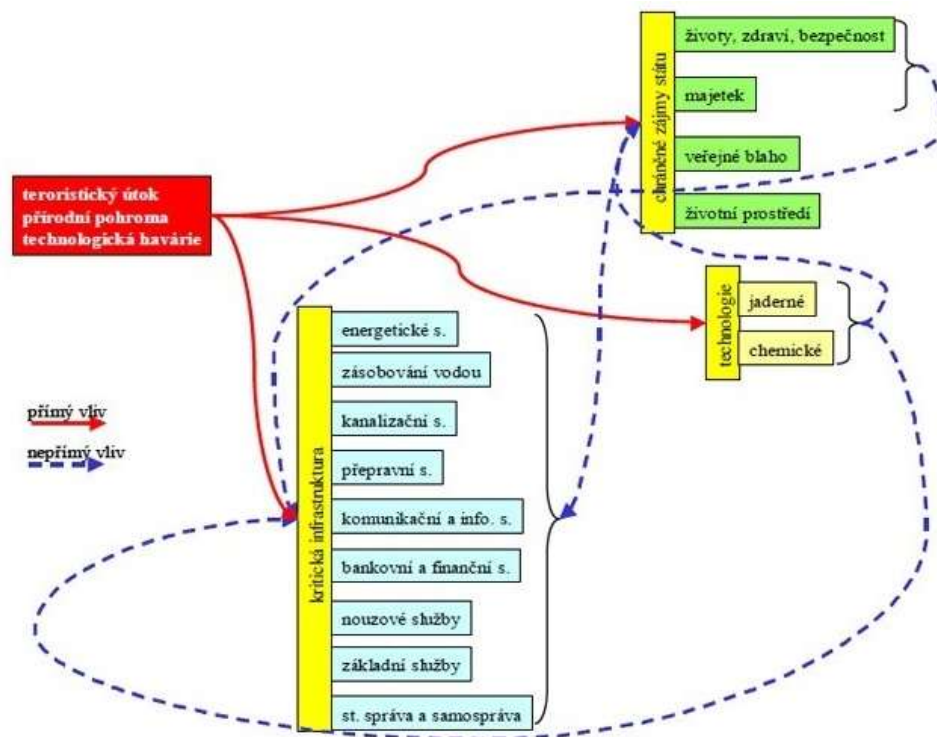 teroristický útok
přírodní pohroma
technologická havárie
chráněné zájmy státu
životy, zdraví, bezpečnost
majetek
veřejné blaho
životní prostředí
technologie
jaderné
chemické
kritická infrastruktura
energetické s.
zásobování vodou
kanalizační s.
přepravní s.
komunikační a info. s.
bankovní a finanční s.
nouzové služby
základní služby
st. správa a samospráva
přímý vliv
nepřímý vliv